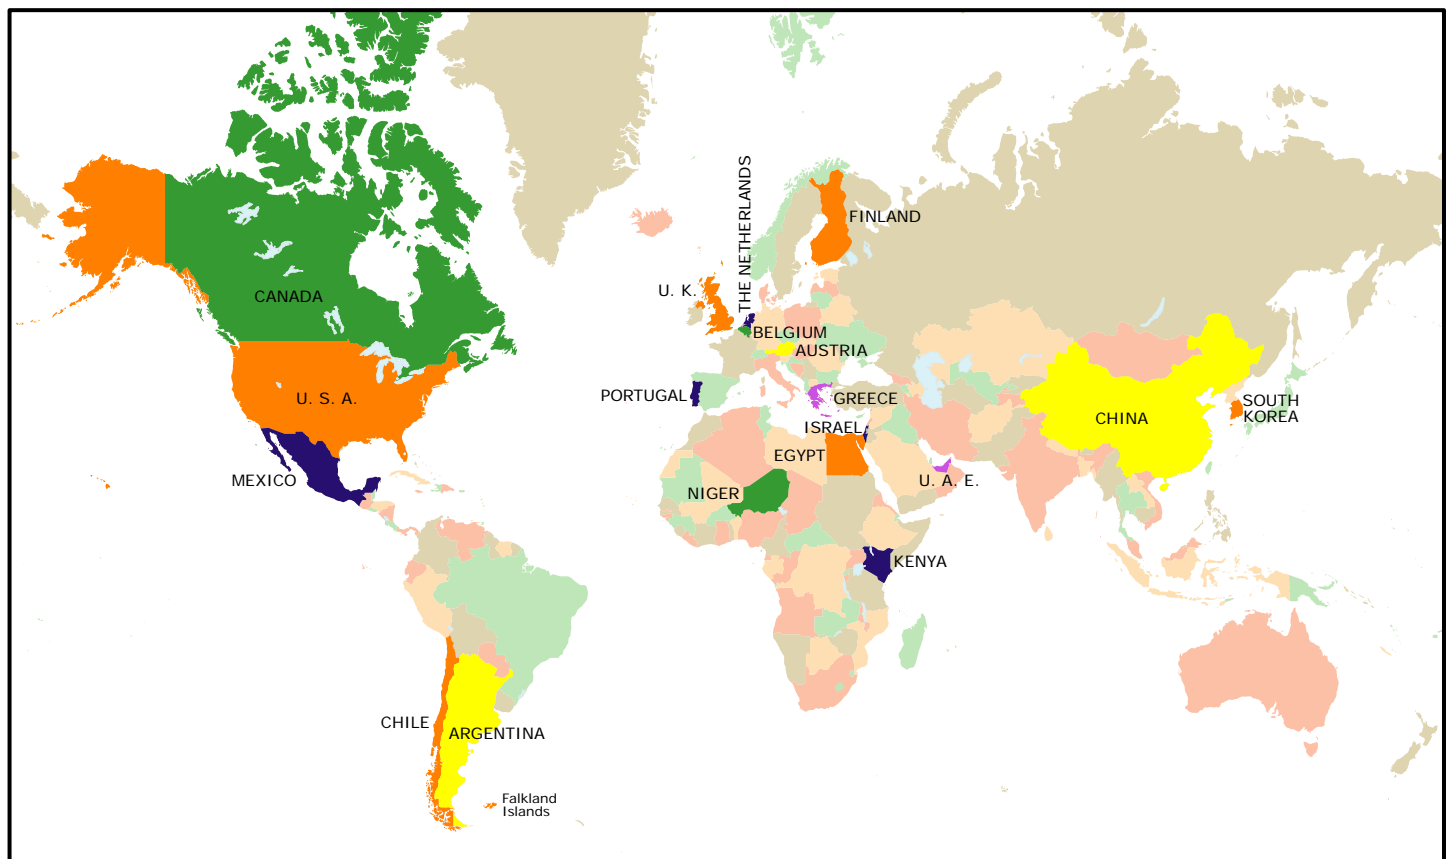 THE NETHERLANDS
FINLAND
U. K.
CANADA
BELGIUM
AUSTRIA
U. S. A.
PORTUGAL
GREECE
SOUTH
KOREA
CHINA
ISRAEL
EGYPT
MEXICO
U. A. E.
NIGER
KENYA
CHILE
ARGENTINA
Falkland
Islands